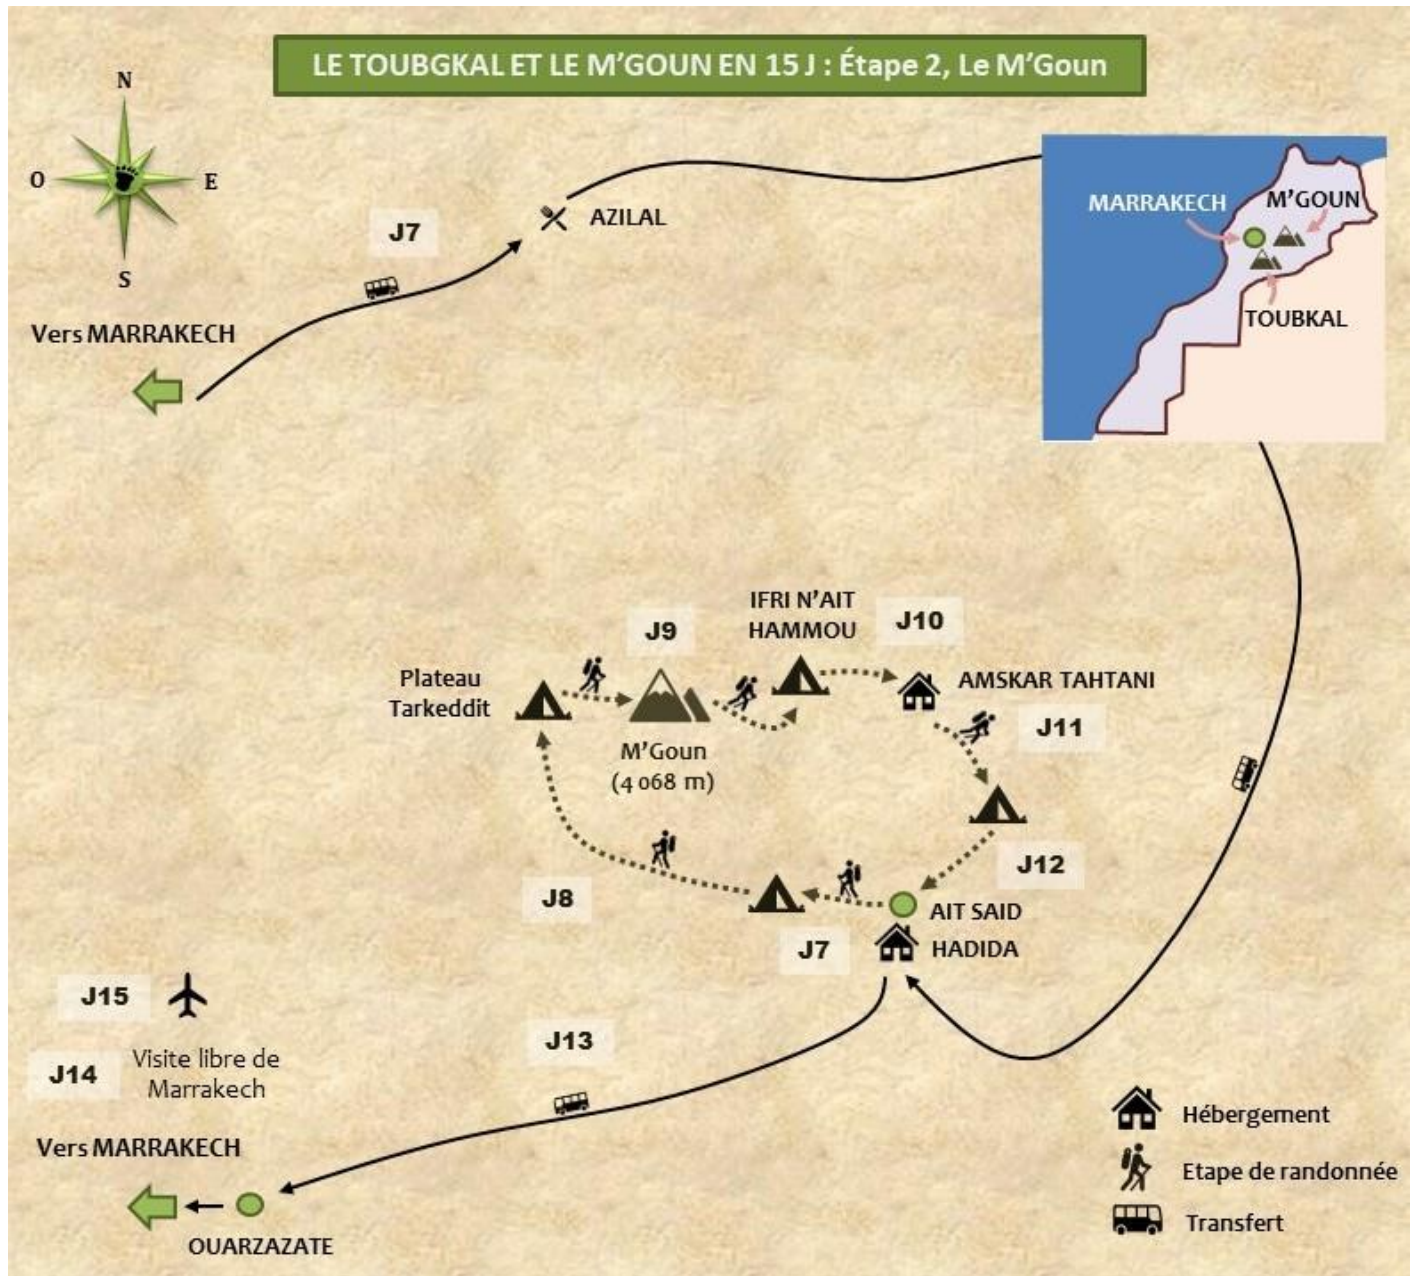 LE TOUBGKAL ET LE M'GOUN EN 15 J : Étape 2, Le M'Goun
N
O
E
S
J7
AZILAL
MARRAKECH
M'GOUN
TOUBKAL
Vers MARRAKECH
IFRI N'AIT
HAMMOU
J10
J9
Plateau
Tarkeddit
AMSKAR TAHTANI
J11
M'Goun
(4 068 m)
J12
J8
AIT SAID
HADIDA
J7
J15
J13
J14
Visite libre de
Marrakech
Vers MARRAKECH
OUARZAZATE
Hébergement
Etape de randonnée
Transfert